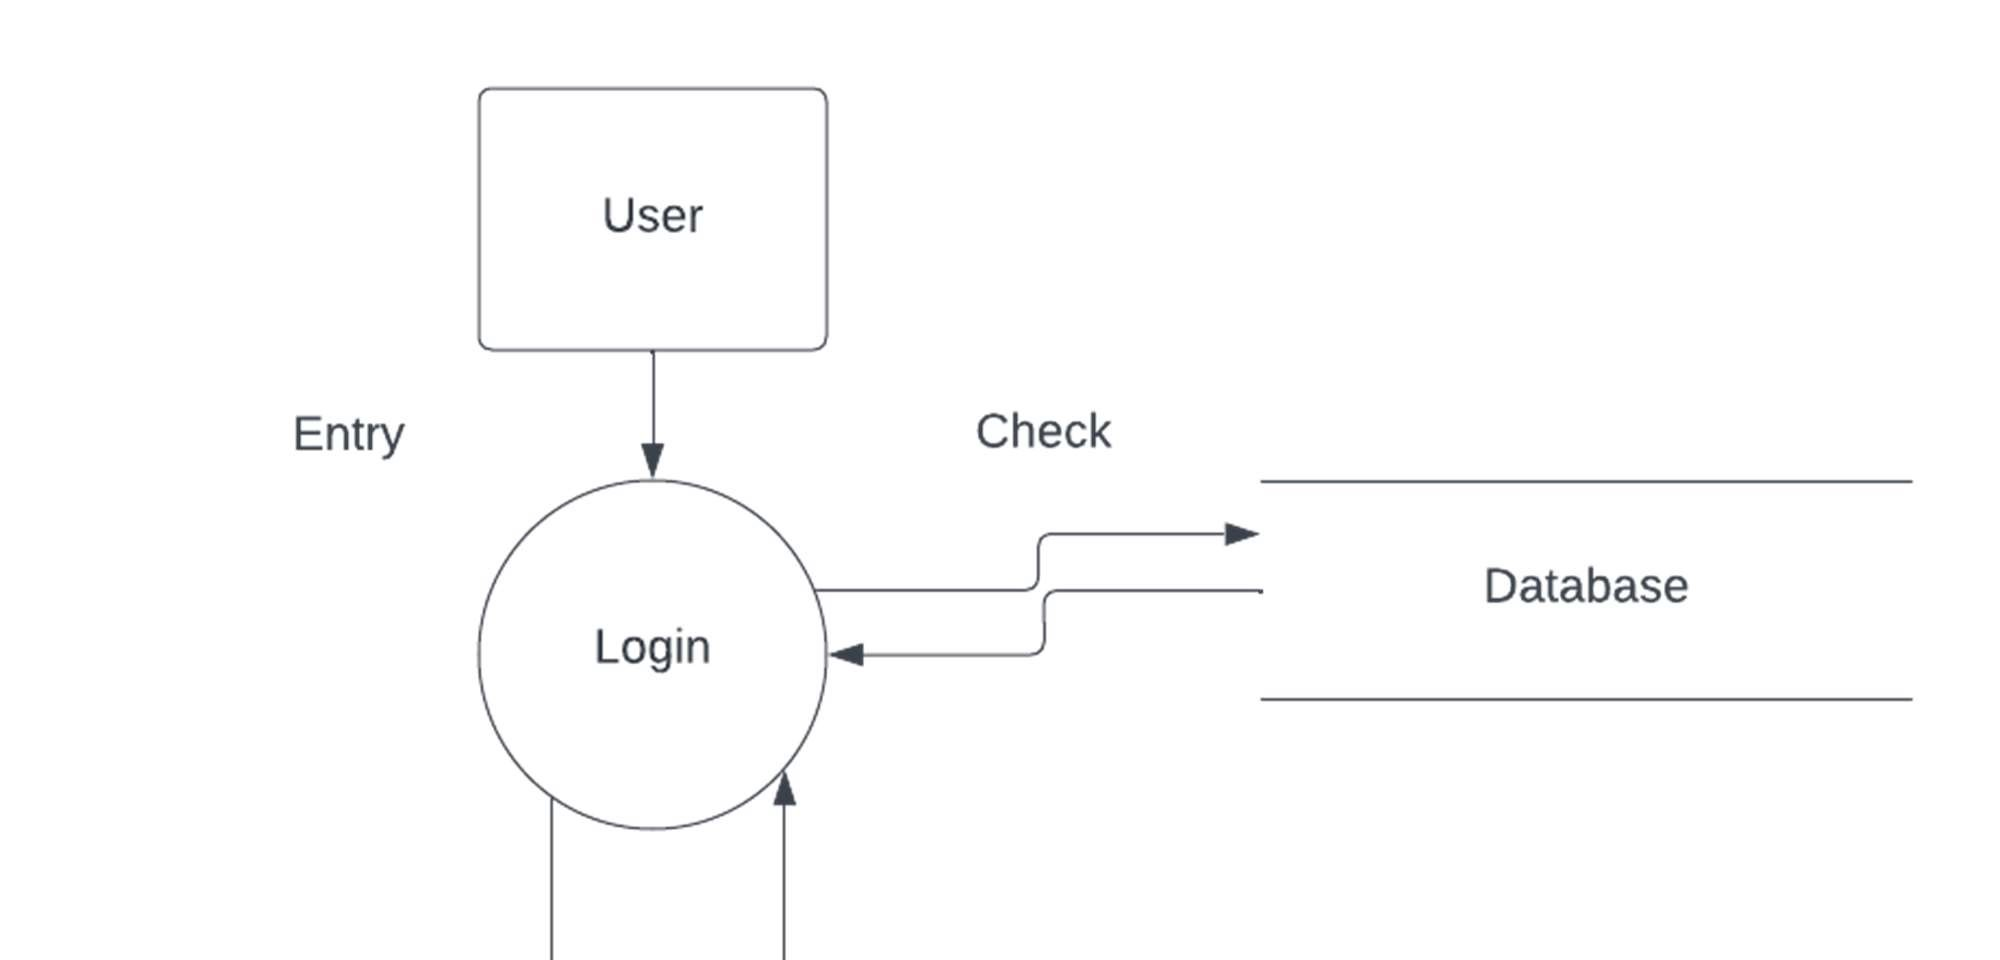 User
Entry
Check
Database
Login